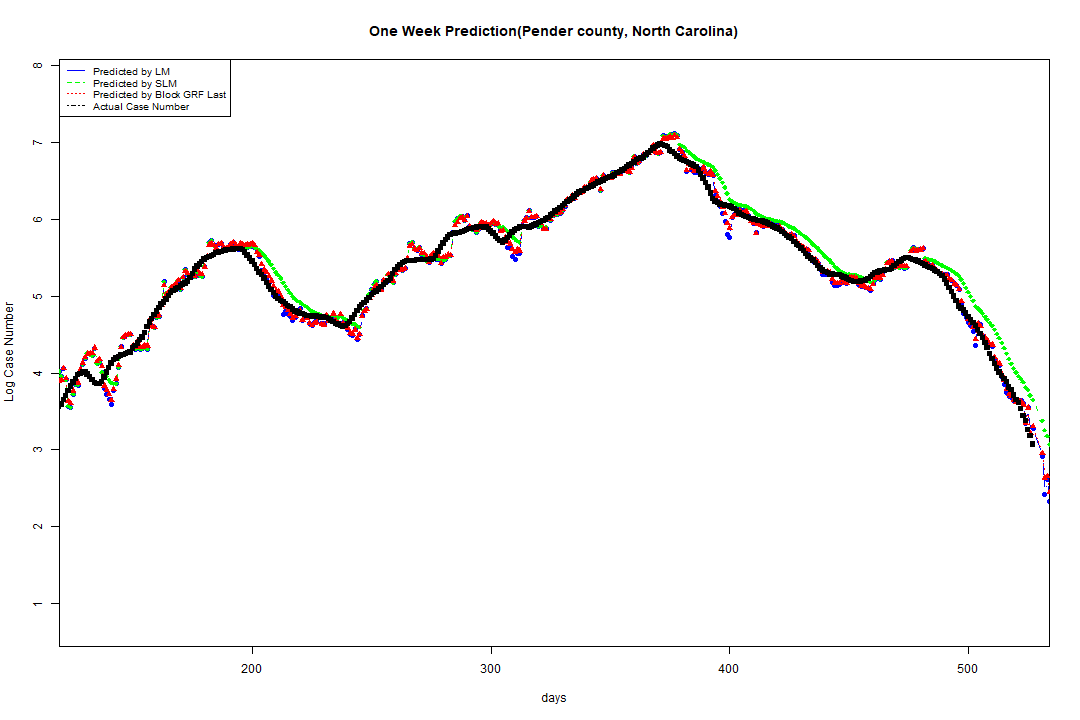 One Week Prediction(Pender county, North Carolina)
Predicted by LM
Predicted by SLM
Predicted by Block GRF Last
Actual Case Number
8
7
6
5
4
3
2
1
Log Case Number
200 300 400 500
days